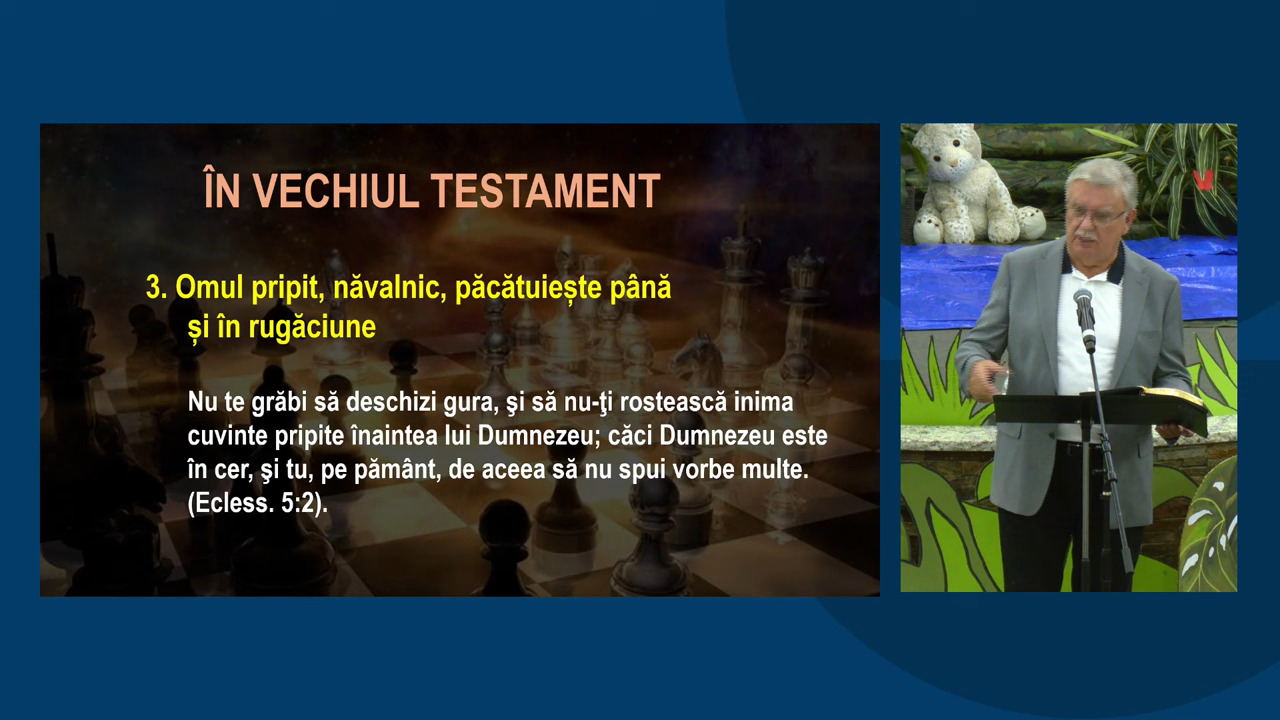 ÎN VECHIUL TESTAMENT
3. Omul pripit, năvalnic, păcătuiește până
și în rugăciune
Nu te grăbi să deschizi gura, şi să nu-ţi rostească inima
cuvinte pripite înaintea lui Dumnezeu; căci Dumnezeu este
în cer, şi tu, pe pământ, de aceea să nu spui vorbe multe.
(Ecless. 5:2).